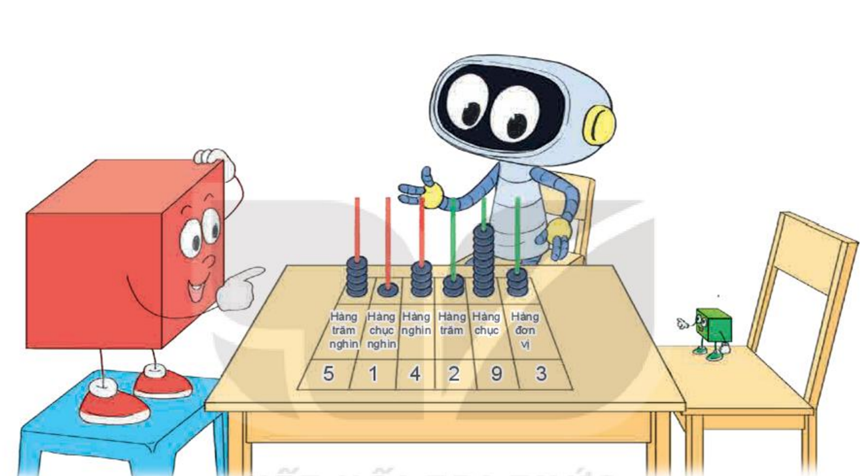 Hàng trăm nghìn Hàng chục nghìn Hàng nghìn Hàng trăm Hàng chục Hàng đơn vị
5 1 4 2 9 3